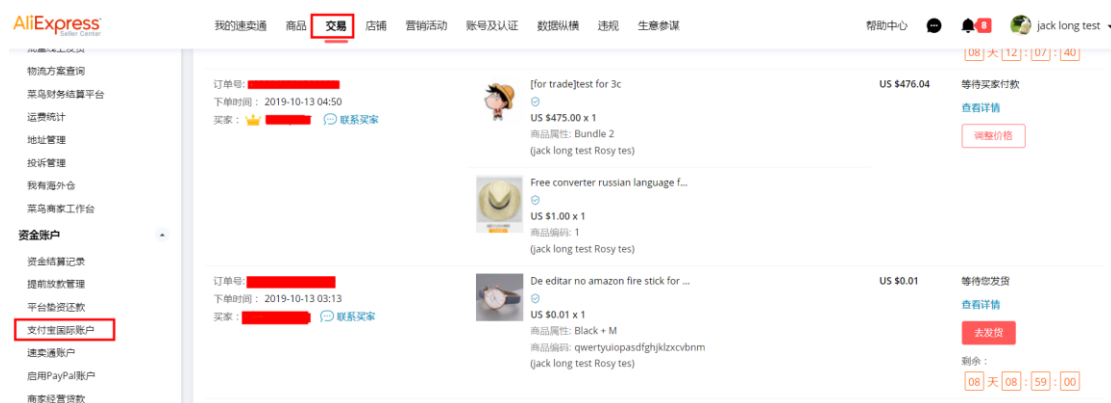 AliExpress
Seller Center
我的速卖通 商品 交易 店铺 营销活动 账号及认证 数据纵横 违规 生意参谋
帮助中心 8 jack long test
物流方案查询
菜鸟财务结算平台
运费统计
地址管理
投诉管理
我有海外仓
菜鸟商家工作台
资金账户
资金结算记录
提前放款管理
平台垫资还款
支付宝国际账户
速卖通账户
启用PayPal账户
商家经营贷款
08 天 12 : 07 : 40
订单号:
下单时间： 2019-10-13 04:50
买家： 联系买家
[for trade]test for 3c
US $475.00 x 1
商品属性: Bundle 2
(jack long test Rosy tes)
US $476.04
等待买家付款
查看详情
调整价格
Free converter russian language f...
US $1.00 x 1
商品编码: 1
(jack long test Rosy tes)
订单号:
下单时间： 2019-10-13 03:13
买家： 联系买家
De editar no amazon fire stick for ...
US $0.01 x 1
商品属性: Black + M
商品编码: qwertyuiopasdfghjklzxcvbnm
(jack long test Rosy tes)
US $0.01
等待您发货
查看详情
去发货
剩余：
08 天 08 : 59 : 00